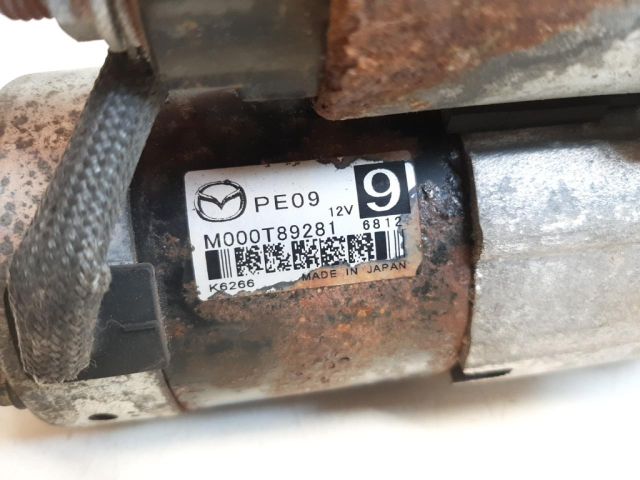 PE09 12V 9
M000T89281 6812
K6266 MADE IN JAPAN